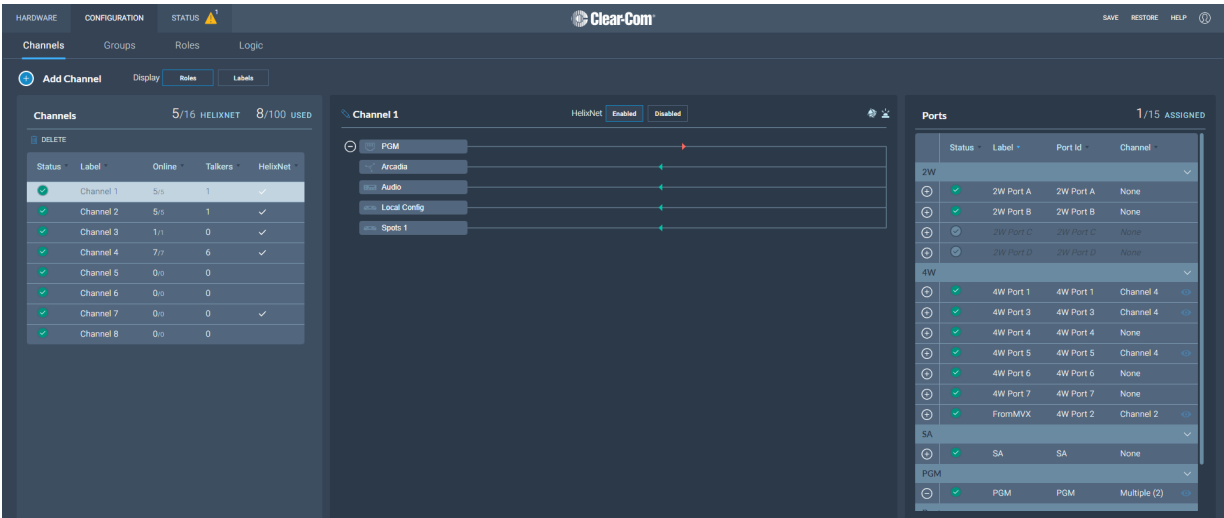 HARDWARE CONFIGURATION STATUS 1 Clear-Com® SAVE RESTORE HELP
Channels Groups Roles Logic
Add Channel Display Roles Labels
Channels 5/16 HELIXNET 8/100 USED
DELETE
Status Label Online Talkers HelixNet
Channel 1 5/5 1
Channel 2 5/5 1
Channel 3 1/1 0
Channel 4 7/7 6
Channel 5 0/0 0
Channel 6 0/0 0
Channel 7 0/0 0
Channel 8 0/0 0
Channel 1 HelixNet Enabled Disabled
PGM
Arcadia
Audio
Local Config
Spots 1
Ports 1/15 ASSIGNED
Status Label Port Id Channel
2W
2W Port A 2W Port A None
2W Port B 2W Port B None
2W Port C 2W Port C None
2W Port D 2W Port D None
4W
4W Port 1 4W Port 1 Channel 4
4W Port 3 4W Port 3 Channel 4
4W Port 4 4W Port 4 None
4W Port 5 4W Port 5 Channel 4
4W Port 6 4W Port 6 None
4W Port 7 4W Port 7 None
FromMVX 4W Port 2 Channel 2
SA
SA SA None
PGM
PGM PGM Multiple (2)